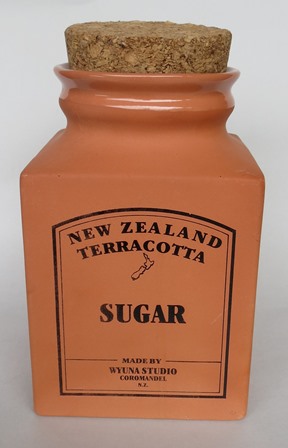 NEW ZEALAND
TERRACOTTA
SUGAR
MADE BY
WYUNA STUDIO
COROMANDEL
N.Z.